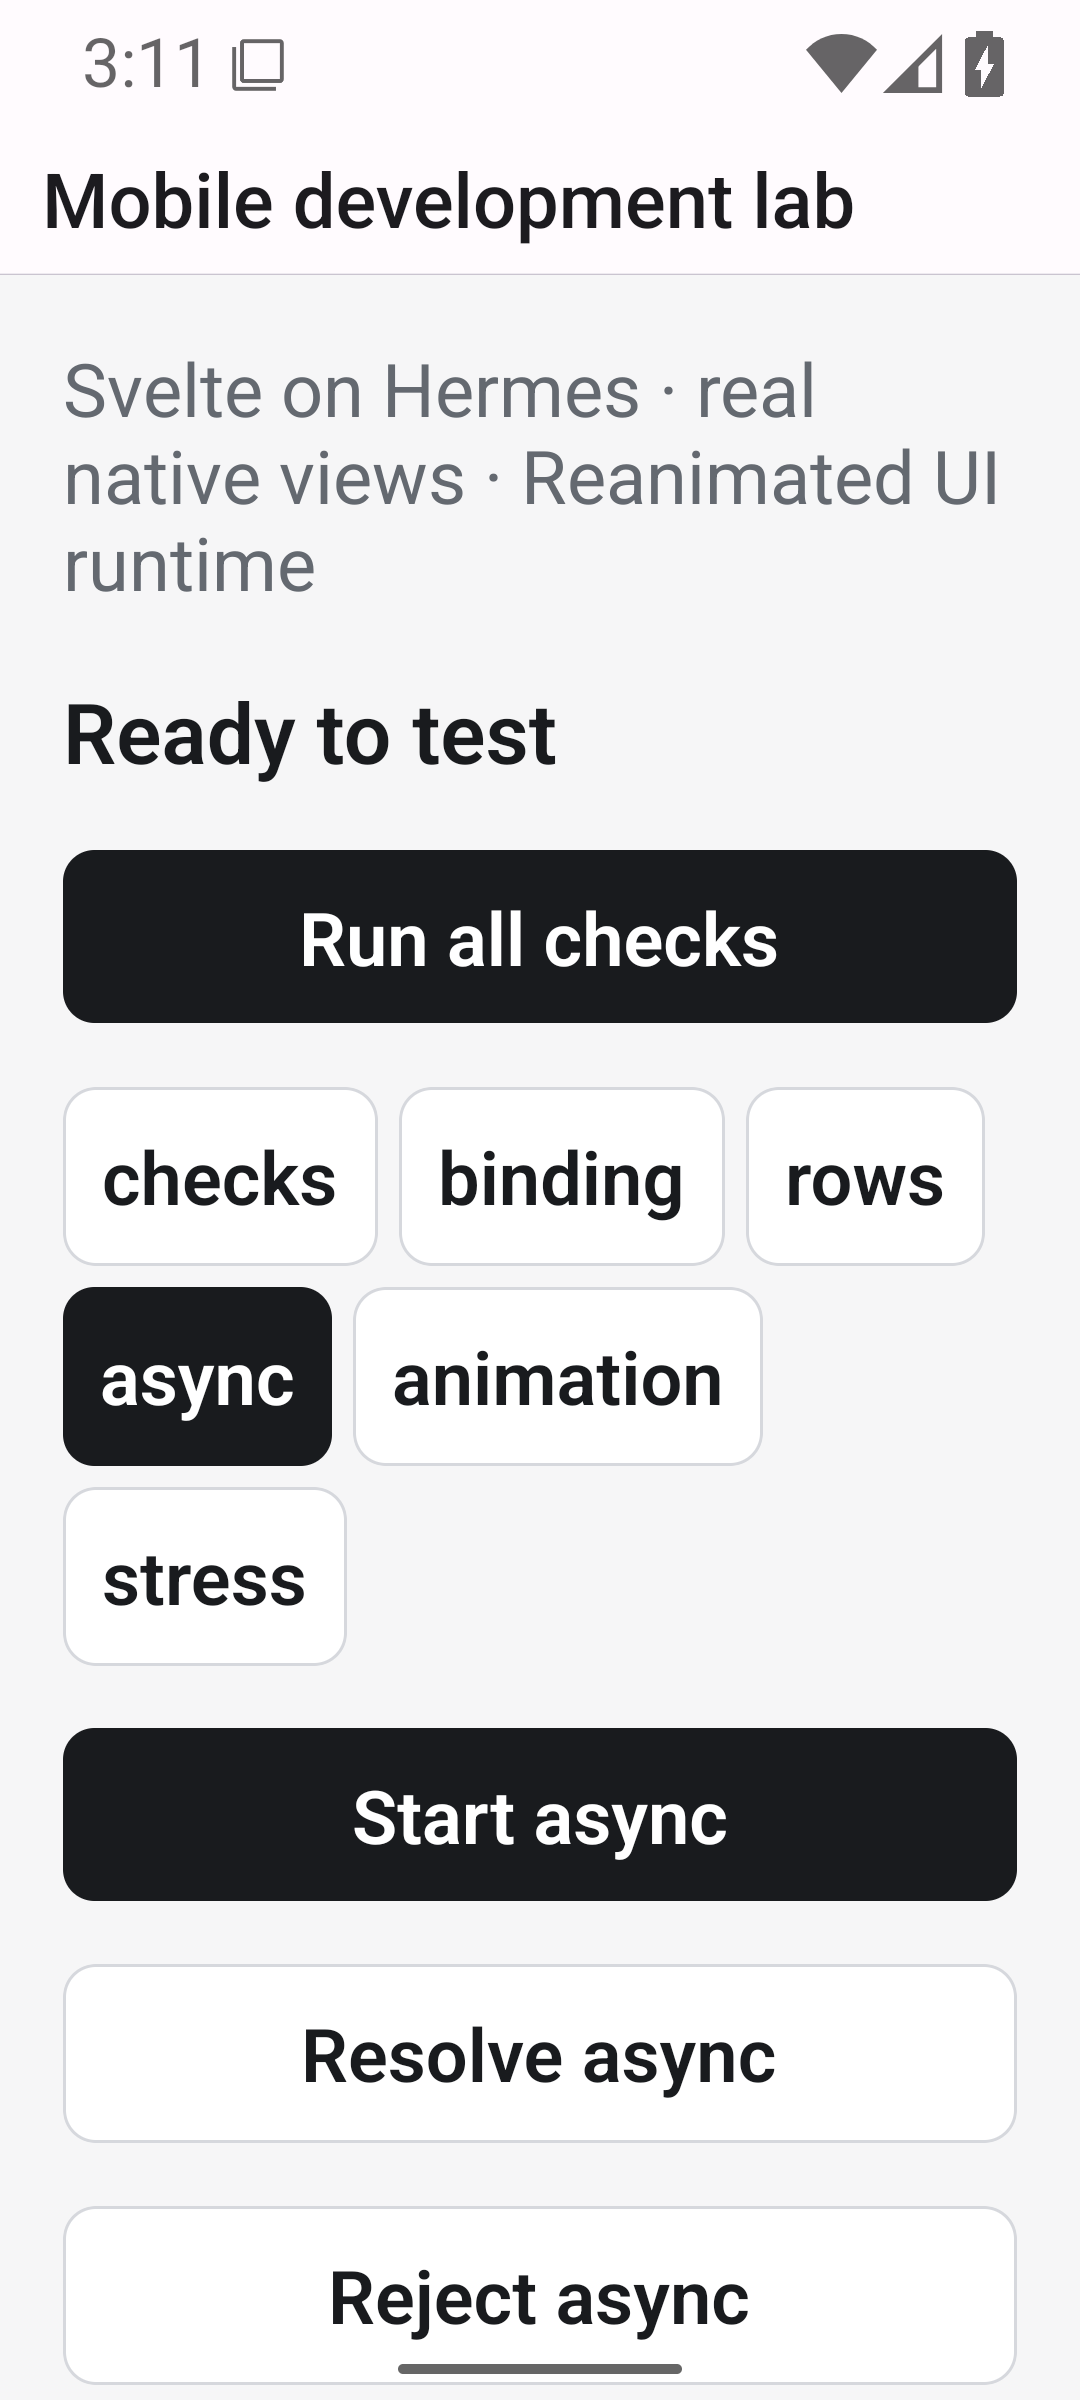 3:11
Mobile development lab
Svelte on Hermes · real
native views · Reanimated UI
runtime
Ready to test
Run all checks
checks binding rows
async animation
stress
Start async
Resolve async
Reject async